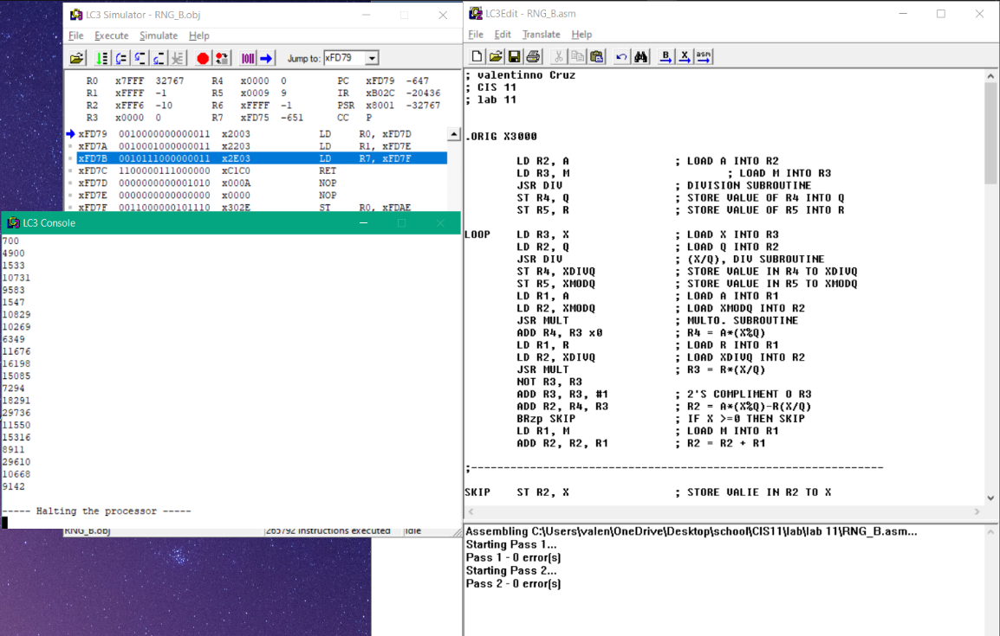 LC3 Simulator - RNG_B.obj
File Execute Simulate Help
Jump to: xFD79
R0 x7FFF 32767 R4 x0000 0 PC xFD79 -647
R1 xFFFF -1 R5 x0009 9 IR xB02C -20436
R2 xFFF6 -10 R6 xFFFF -1 PSR x8001 -32767
R3 x0000 0 R7 xFD75 -651 CC P
xFD79 0010000000000011 x2003 LD R0, xFD7D
xFD7A 0010001000000011 x2203 LD R1, xFD7E
xFD7B 0010111000000011 x2E03 LD R7, xFD7F
xFD7C 1100000111000000 xC1C0 RET
xFD7D 0000000000001010 x000A NOP
xFD7E 0000000000000000 x0000 NOP
xFD7F 0011000000101110 x302E ST R0, xFDAE
LC3 Console
700
4900
1533
10731
9583
1547
10829
10269
6349
11676
16198
15085
7294
18291
29736
11550
15316
8911
29610
10668
9142
----- Halting the processor -----
RNG_B.obj 265792 instructions executed Idle
LC3Edit - RNG_B.asm
File Edit Translate Help
B X asm
; valentinno Cruz
; CIS 11
; lab 11
.ORIG X3000
LD R2, A ; LOAD A INTO R2
LD R3, M ; LOAD M INTO R3
JSR DIV ; DIVISION SUBROUTINE
ST R4, Q ; STORE VALUE OF R4 INTO Q
ST R5, R ; STORE VALUE OF R5 INTO R
LOOP LD R3, X ; LOAD X INTO R3
LD R2, Q ; LOAD Q INTO R2
JSR DIV ; (X/Q), DIV SUBROUTINE
ST R4, XDIVQ ; STORE VALUE IN R4 TO XDIVQ
ST R5, XMODQ ; STORE VALUE IN R5 TO XMODQ
LD R1, A ; LOAD A INTO R1
LD R2, XMODQ ; LOAD XMODQ INTO R2
JSR MULT ; MULTO. SUBROUTINE
ADD R4, R3 x0 ; R4 = A*(X%Q)
LD R1, R ; LOAD R INTO R1
LD R2, XDIVQ ; LOAD XDIVQ INTO R2
JSR MULT ; R3 = R*(X/Q)
NOT R3, R3
ADD R3, R3, #1 ; 2'S COMPLIMENT O R3
ADD R2, R4, R3 ; R2 = A*(X%Q)-R(X/Q)
BRzp SKIP ; IF X >=0 THEN SKIP
LD R1, M ; LOAD M INTO R1
ADD R2, R2, R1 ; R2 = R2 + R1
;-------------------------------------------------------------
SKIP ST R2, X ; STORE VALIE IN R2 TO X
Assembling C:\Users\valen\OneDrive\Desktop\school\CIS11\lab\lab 11\RNG_B.asm...
Starting Pass 1...
Pass 1 - 0 error(s)
Starting Pass 2...
Pass 2 - 0 error(s)